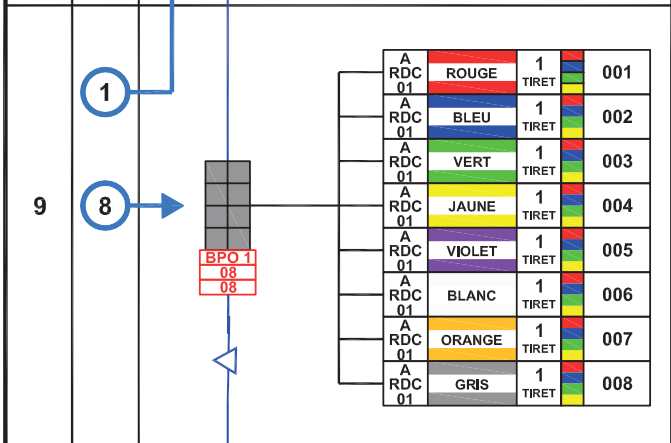 1
9
8
BPO 1
08
08
A RDC 01 ROUGE 1 TIRET 001
A RDC 01 BLEU 1 TIRET 002
A RDC 01 VERT 1 TIRET 003
A RDC 01 JAUNE 1 TIRET 004
A RDC 01 VIOLET 1 TIRET 005
A RDC 01 BLANC 1 TIRET 006
A RDC 01 ORANGE 1 TIRET 007
A RDC 01 GRIS 1 TIRET 008